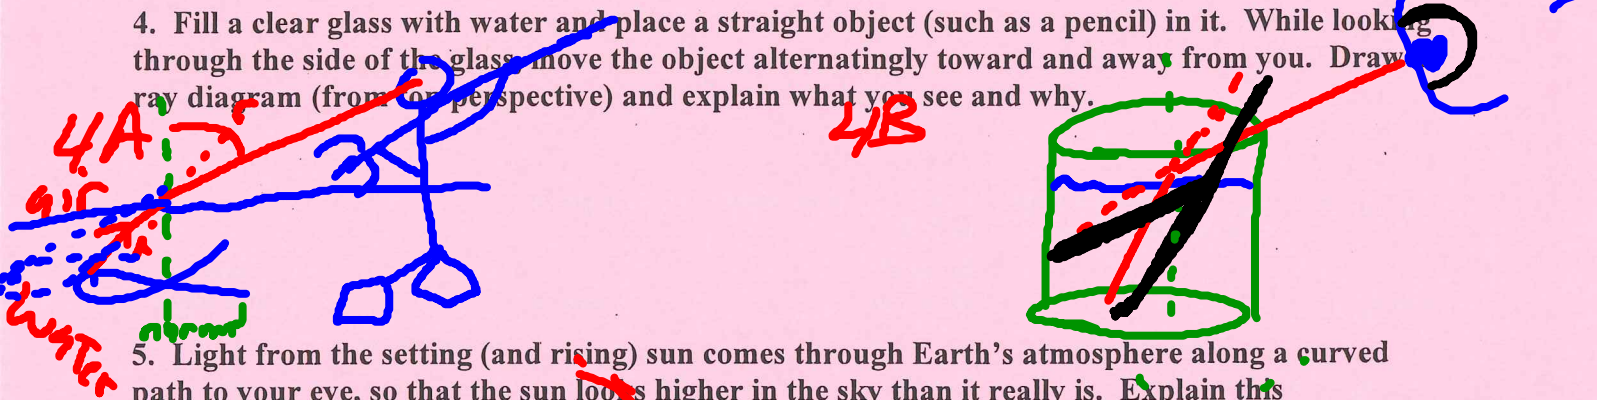 4. Fill a clear glass with water and place a straight object (such as a pencil) in it. While looking
through the side of the glass, move the object alternatingly toward and away from you. Draw
ray diagram (from top perspective) and explain what you see and why.
4A
4B
air
water
normal
5. Light from the setting (and rising) sun comes through Earth's atmosphere along a curved
path to your eye, so that the sun looks higher in the sky than it really is. Explain this